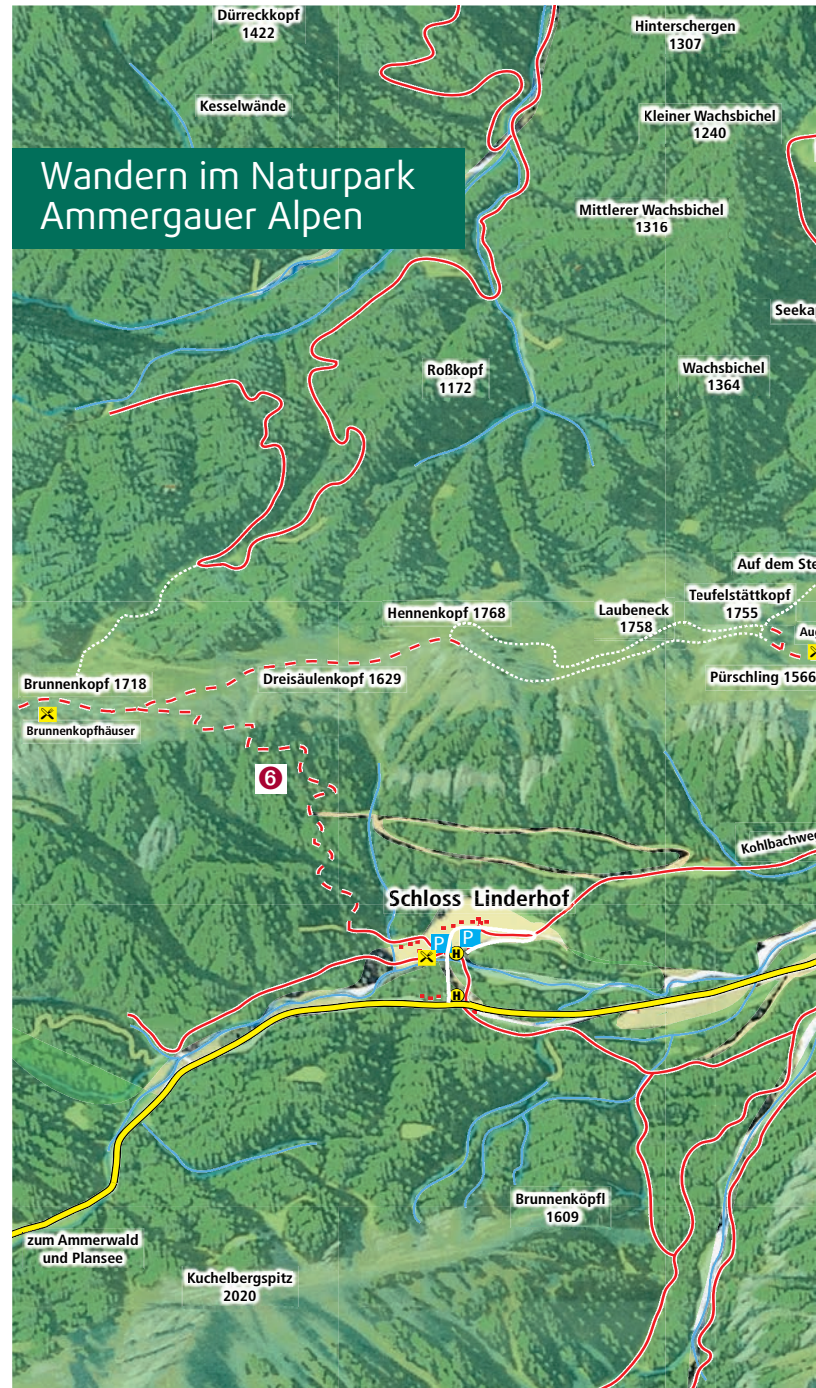 Dürreckkopf
1422
Hinterschergen
1307
Kesselwände
Kleiner Wachsbichel
1240
Wandern im Naturpark
Ammergauer Alpen
Mittlerer Wachsbichel
1316
Roßkopf
1172
Wachsbichel
1364
Auf dem
Hennenkopf 1768
Laubeneck
1758
Teufelstättkopf
1755
Brunnenkopf 1718
Dreisäulenkopf 1629
Pürschling 1566
Brunnenkopfhäuser
6
Schloss Linderhof
P
P
H
H
Brunnenköpfl
1609
zum Ammerwald
und Plansee
Kuchelbergspitz
2020